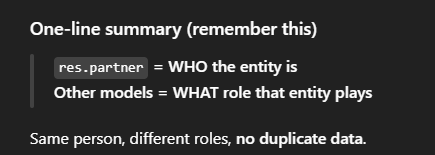 One-line summary (remember this)
res.partner = WHO the entity is
Other models = WHAT role that entity plays
Same person, different roles, no duplicate data.